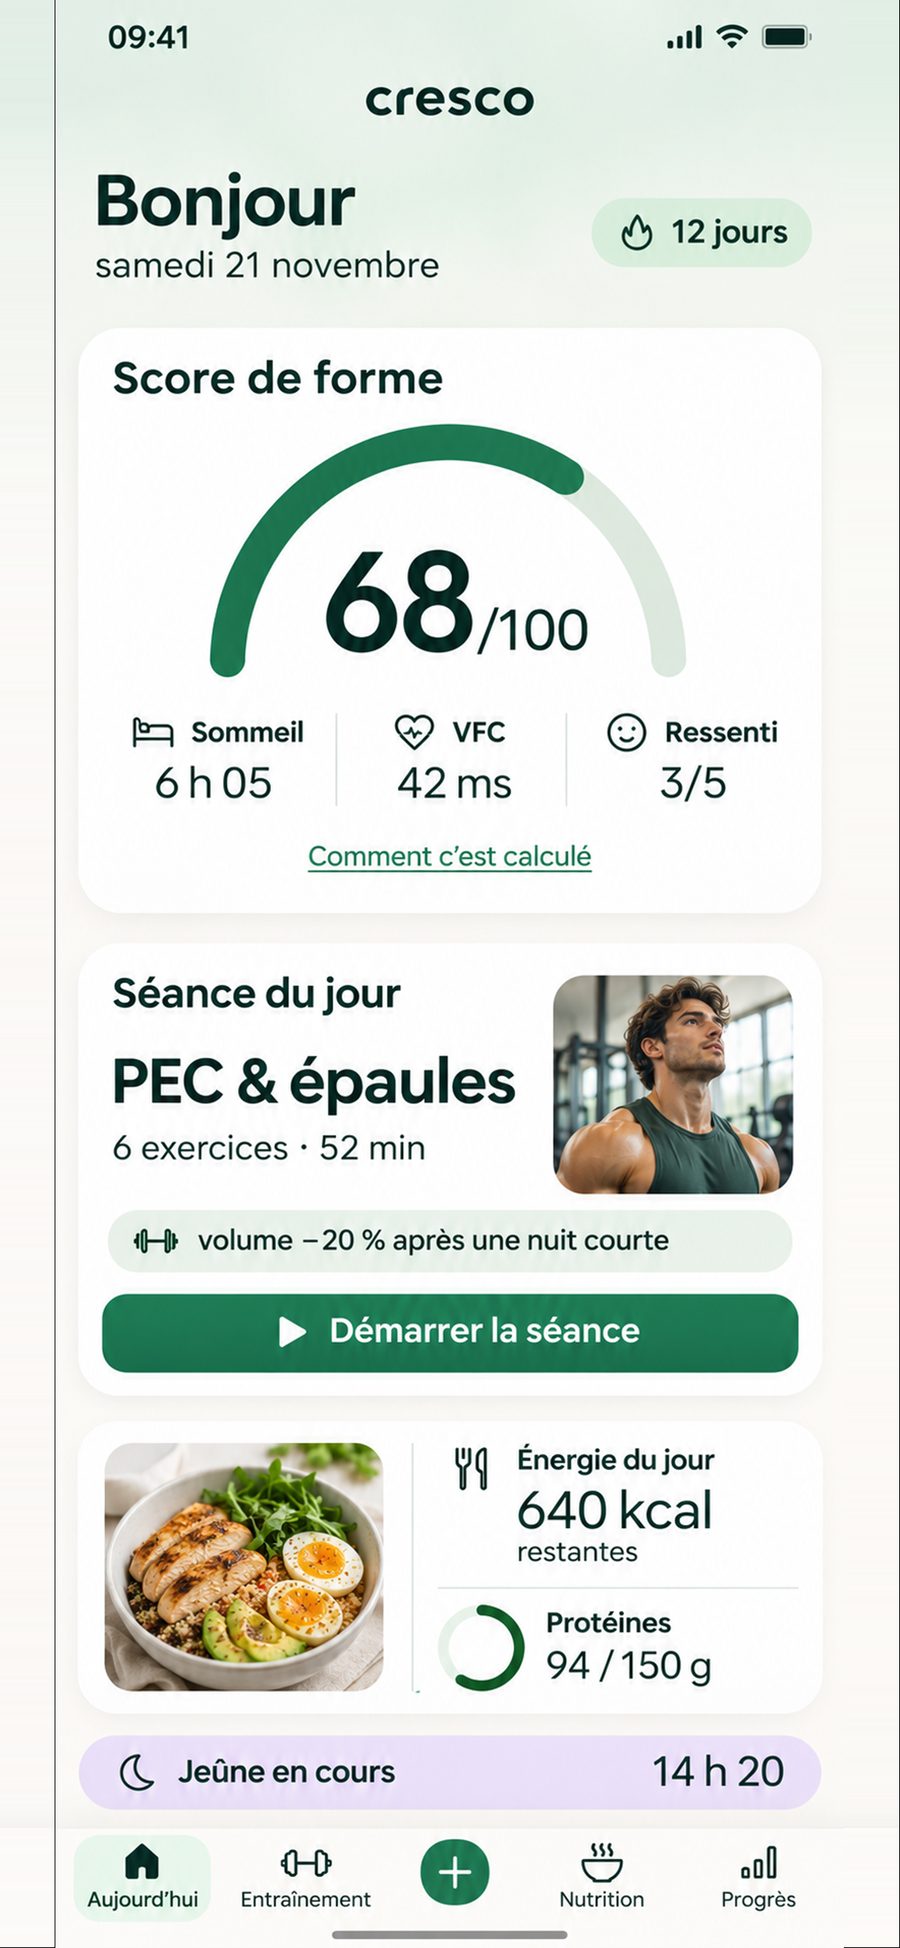 09:41
cresco
Bonjour
samedi 21 novembre
12 jours
Score de forme
68/100
Sommeil
6 h 05
VFC
42 ms
Ressenti
3/5
Comment c’est calculé
Séance du jour
PEC & épaules
6 exercices · 52 min
volume −20 % après une nuit courte
Démarrer la séance
Énergie du jour
640 kcal
restantes
Protéines
94 / 150 g
Jeûne en cours
14 h 20
Aujourd’hui
Entraînement
Nutrition
Progrès